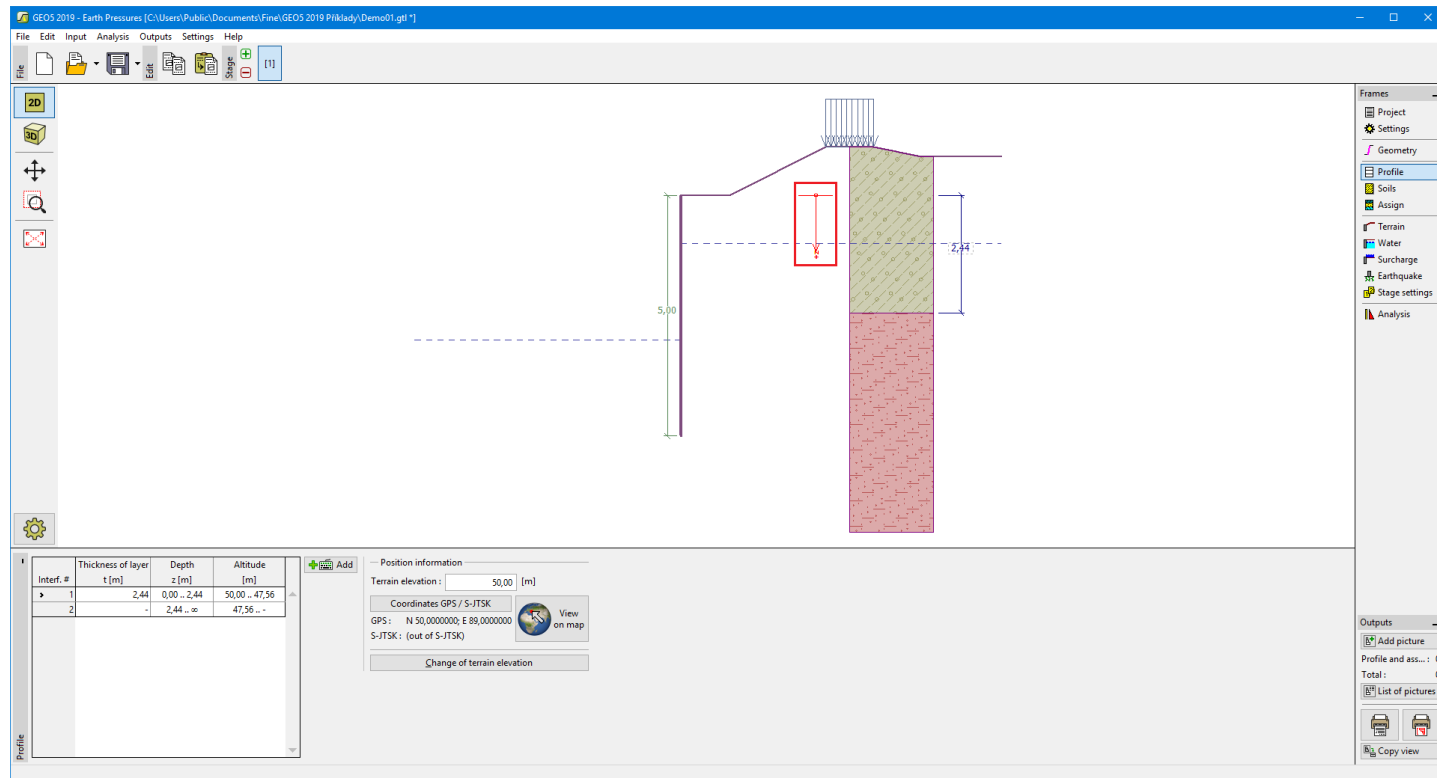 GEO5 2019 - Earth Pressures [C:\Users\Public\Documents\Fine\GEO5 2019 Příklady\Demo01.gtl *]
File Edit Input Analysis Outputs Settings Help
File
Edit
Stage
[1]
2D
3D
5,00
2,44
Frames
Project
Settings
Geometry
Profile
Soils
Assign
Terrain
Water
Surcharge
Earthquake
Stage settings
Analysis
Profile
Interf. # Thickness of layer t [m] Depth z [m] Altitude [m]
1 2,44 0,00 .. 2,44 50,00 .. 47,56
2 - 2,44 .. ∞ 47,56 .. -
Add
Position information
Terrain elevation : 50,00 [m]
Coordinates GPS / S-JTSK
GPS : N 50,0000000; E 89,0000000
S-JTSK : (out of S-JTSK)
View
on map
Change of terrain elevation
Outputs
Add picture
Profile and ass... :
Total :
List of pictures
Copy view